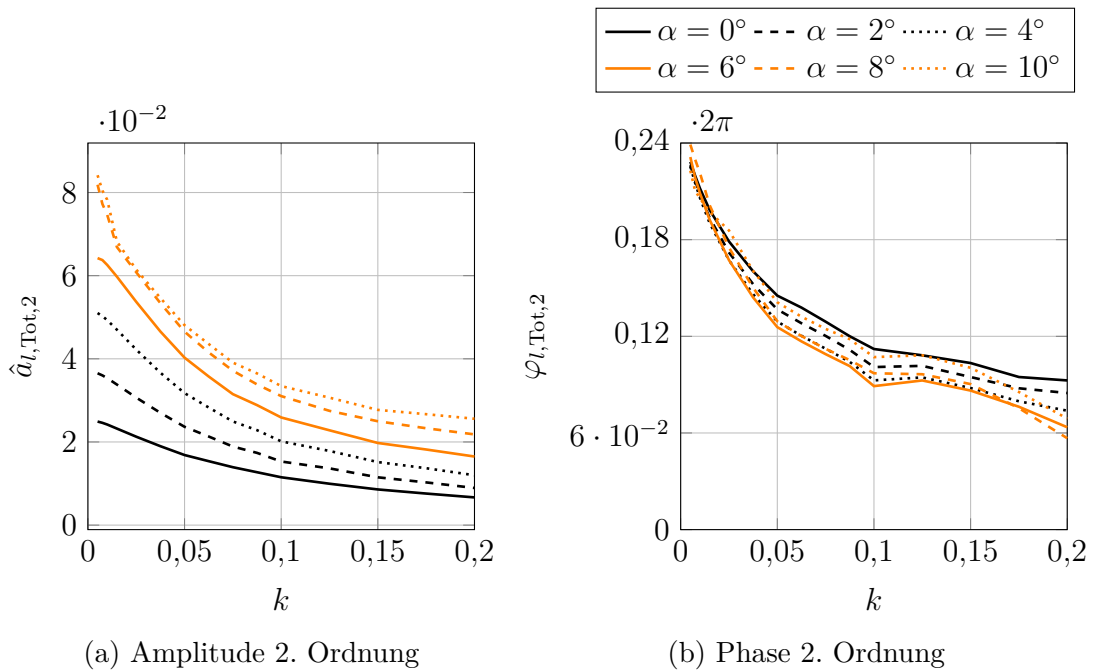 α = 0° α = 2° α = 4°
α = 6° α = 8° α = 10°
·10⁻²
8
6
4
2
0
0 0,05 0,1 0,15 0,2
k
â_{l,Tot,2}
(a) Amplitude 2. Ordnung
·2π
0,24
0,18
0,12
6 · 10⁻²
0
0 0,05 0,1 0,15 0,2
k
φ_{l,Tot,2}
(b) Phase 2. Ordnung